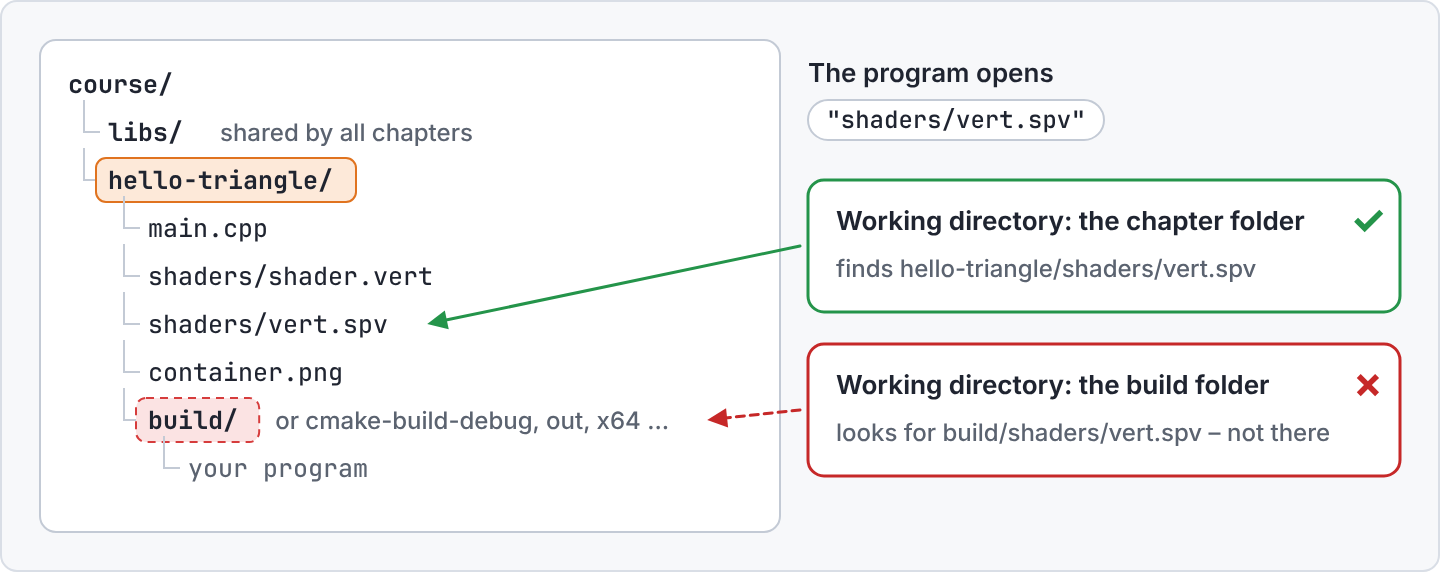 course/
libs/ shared by all chapters
hello-triangle/
main.cpp
shaders/shader.vert
shaders/vert.spv
container.png
build/ or cmake-build-debug, out, x64 ...
your program
The program opens
"shaders/vert.spv"
Working directory: the chapter folder
finds hello-triangle/shaders/vert.spv
Working directory: the build folder
looks for build/shaders/vert.spv – not there